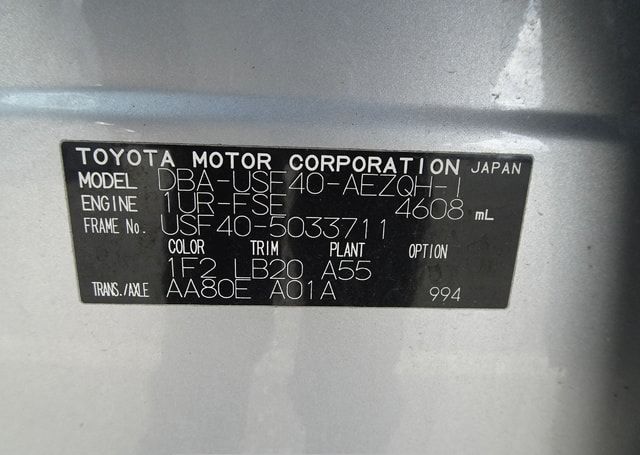 TOYOTA MOTOR CORPORATION JAPAN
MODEL DBA-USF40-AEZQH-I
ENGINE 1UR-FSE 4608 mL
FRAME No. USF40-5033711
COLOR TRIM PLANT OPTION
1F2 LB20 A55
TRANS./AXLE AA80E A01A 994